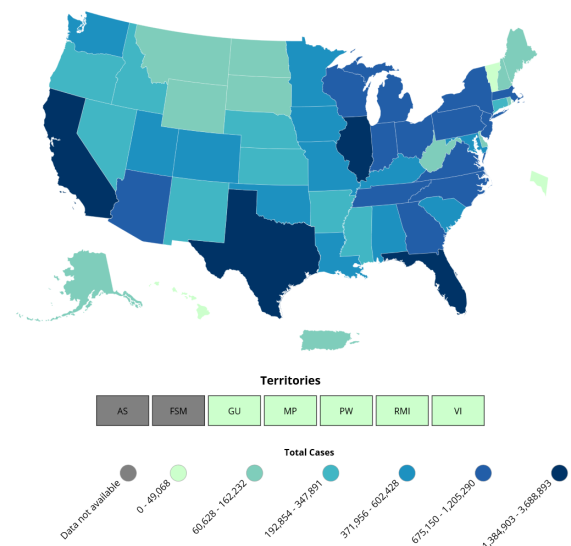 Territories
AS FSM GU MP PW RMI VI
Total Cases
Data not available
0 - 49,068
60,628 - 162,232
192,854 - 347,891
371,956 - 602,428
675,150 - 1,205,290
1,384,903 - 3,688,893